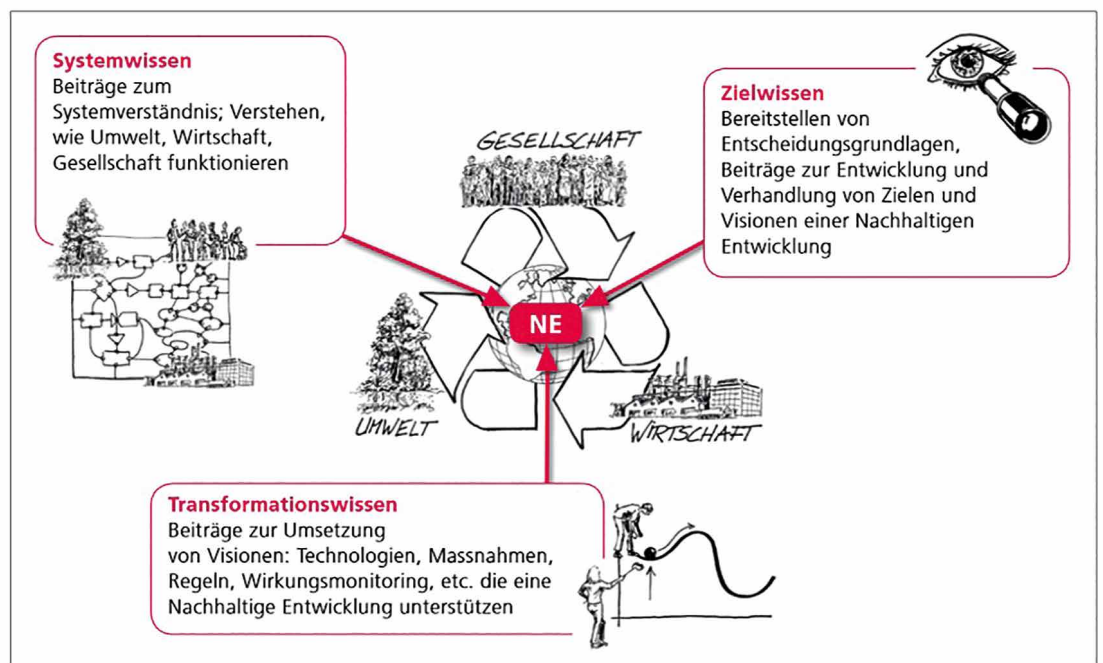 Systemwissen
Beiträge zum
Systemverständnis; Verstehen,
wie Umwelt, Wirtschaft,
Gesellschaft funktionieren
Zielwissen
Bereitstellen von
Entscheidungsgrundlagen,
Beiträge zur Entwicklung und
Verhandlung von Zielen und
Visionen einer Nachhaltigen
Entwicklung
GESELLSCHAFT
NE
UMWELT
WIRTSCHAFT
Transformationswissen
Beiträge zur Umsetzung
von Visionen: Technologien, Massnahmen,
Regeln, Wirkungsmonitoring, etc. die eine
Nachhaltige Entwicklung unterstützen